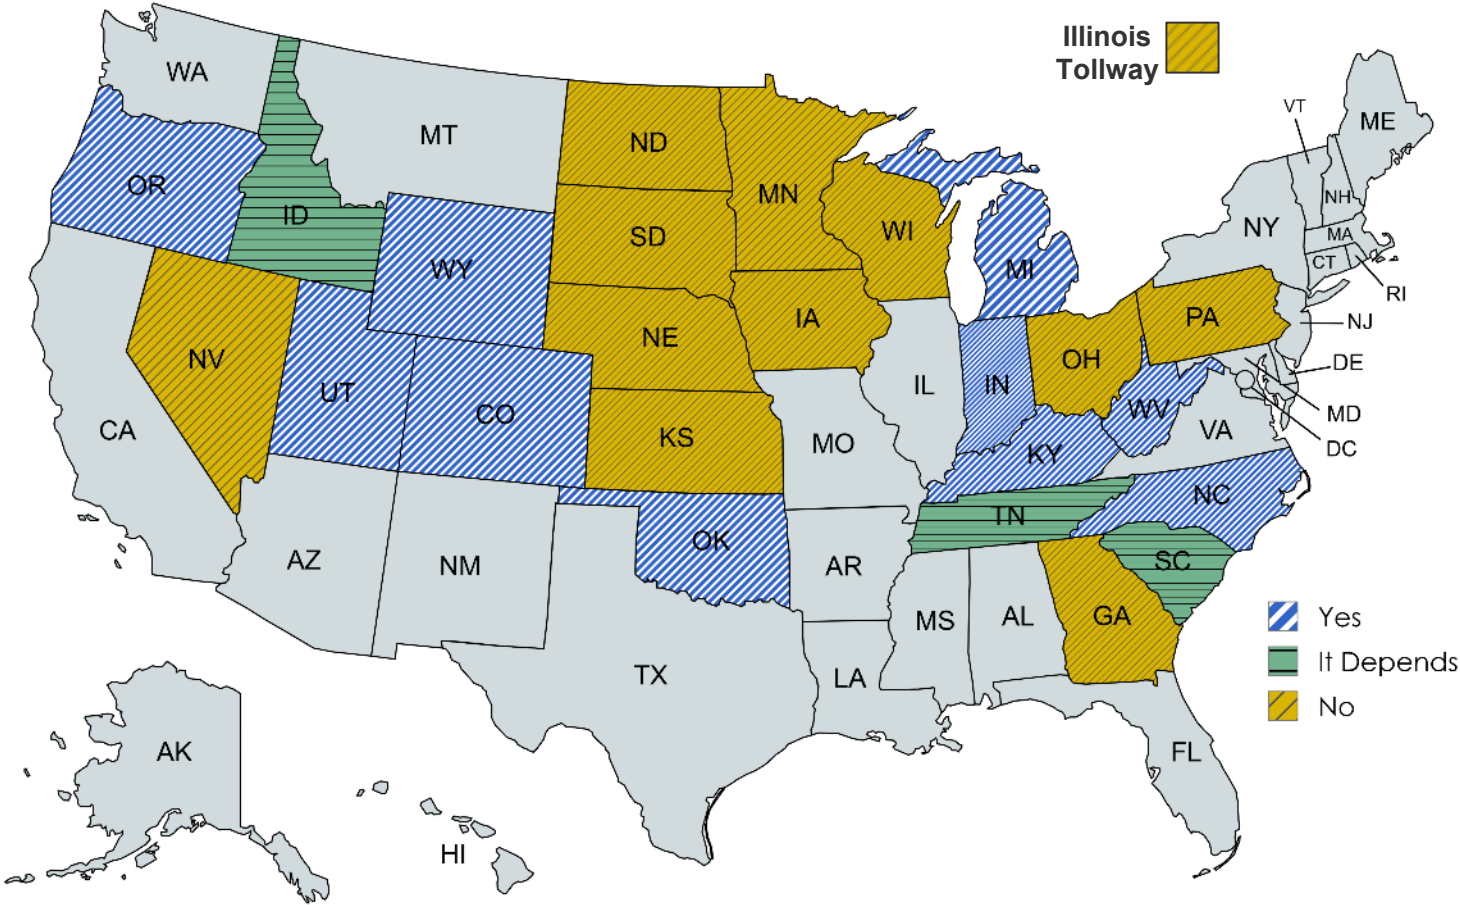 Illinois
Tollway
WA
MT
ND
MN
VT
ME
OR
ID
SD
WI
MI
NY
NH
MA
CT
RI
WY
NE
IA
PA
NJ
NV
UT
CO
KS
IL
IN
OH
WV
DE
MD
DC
CA
MO
KY
VA
AZ
NM
OK
AR
TN
NC
SC
MS
AL
GA
TX
LA
FL
AK
HI
Yes
It Depends
No